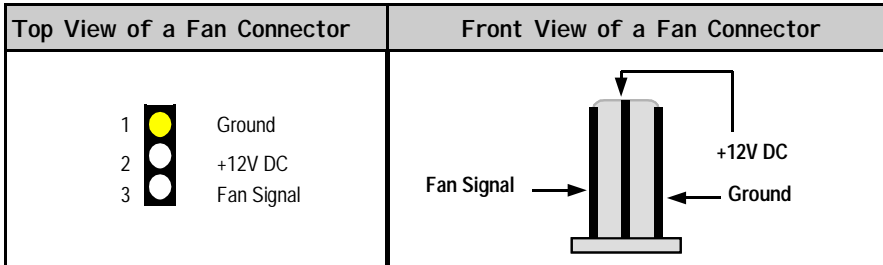 Top View of a Fan Connector
Front View of a Fan Connector
1 Ground
2 +12V DC
3 Fan Signal
+12V DC
Fan Signal
Ground